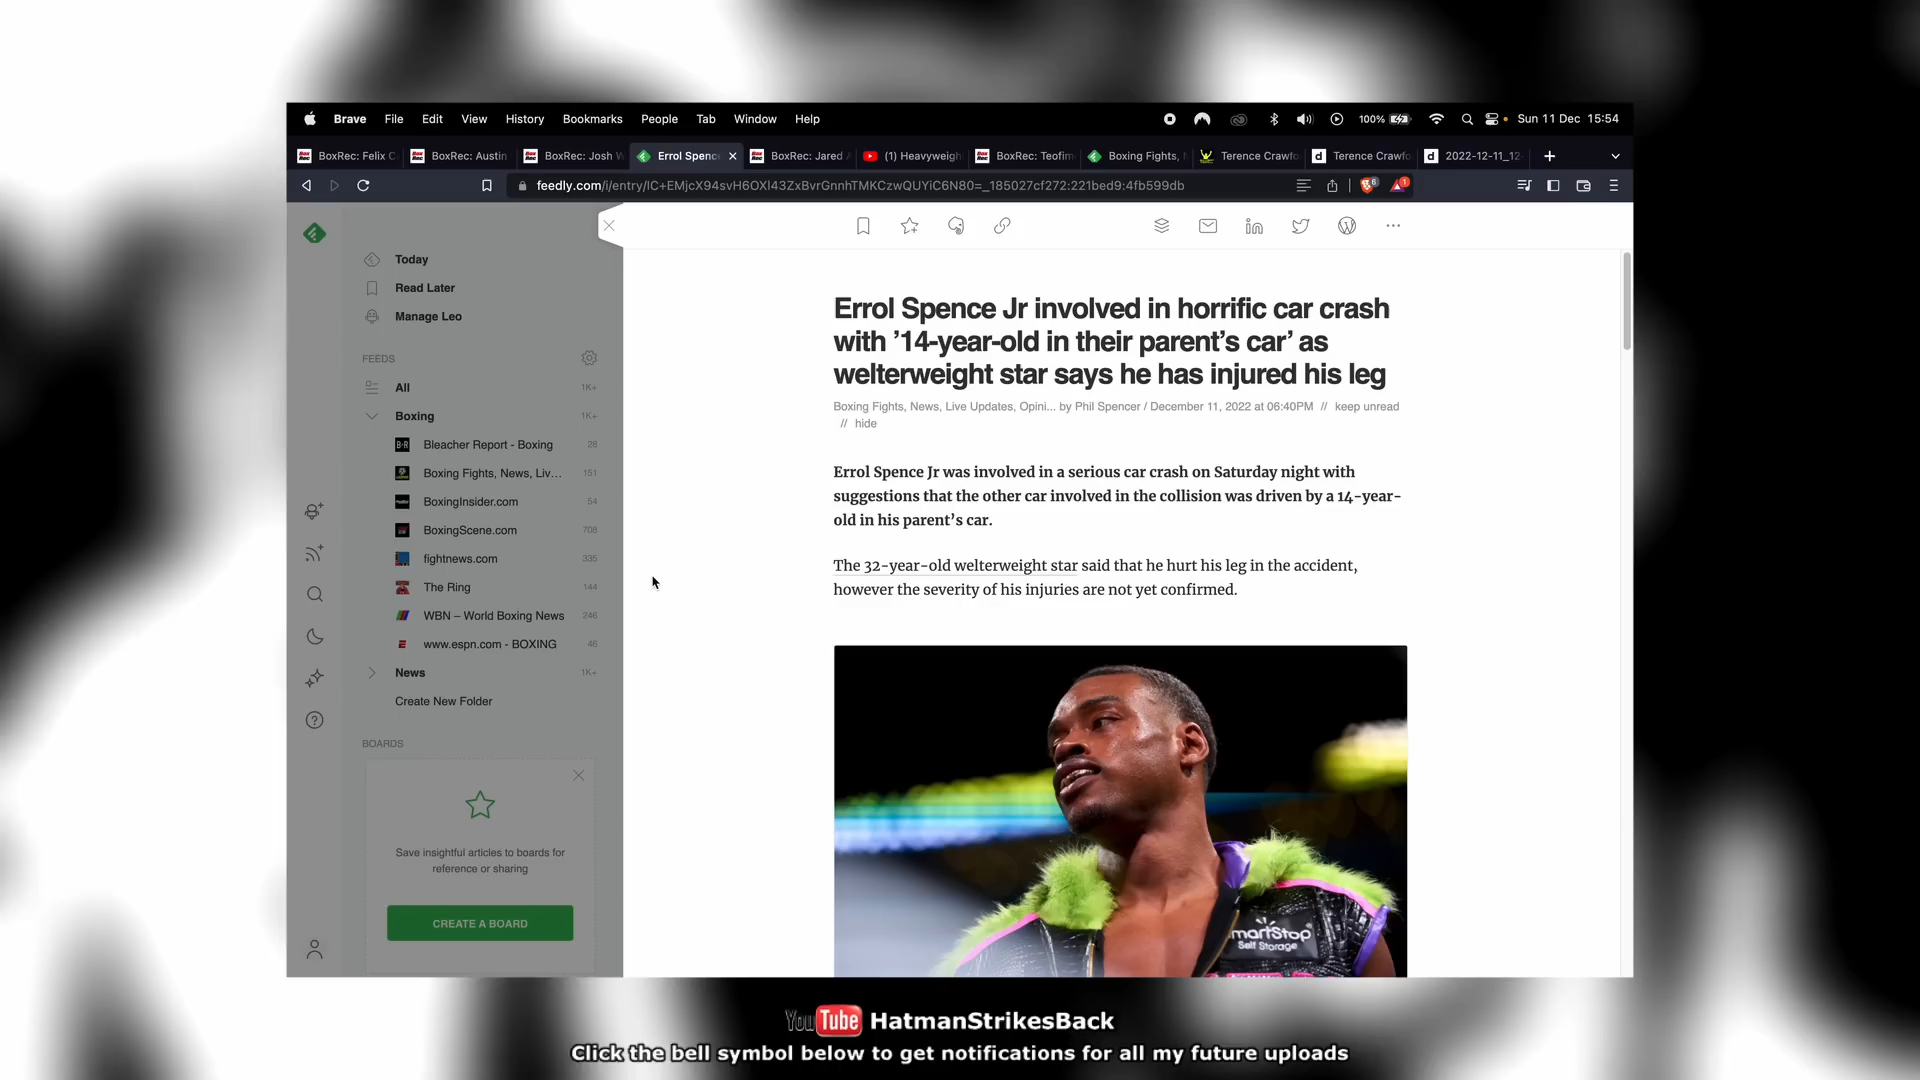 Brave File Edit View History Bookmarks People Tab Window Help 100% Sun 11 Dec 15:54
BoxRec: Felix C BoxRec: Austin BoxRec: Josh W Errol Spence BoxRec: Jared (1) Heavyweigh BoxRec: Teofim Boxing Fights, Terence Crawfo Terence Crawfo 2022-12-11_12-
feedly.com/i/entry/IC+EMjcX94svH6OXl43ZxBvrGnnhTMKCzwQUYiC6N80=_185027cf272:221bed9:4fb599db 6 1
Today
Read Later
Manage Leo
FEEDS
All 1K+
Boxing 1K+
B/R Bleacher Report - Boxing 28
Boxing Fights, News, Liv... 151
BoxingInsider.com 54
BoxingScene.com 708
fightnews.com 335
The Ring 144
WBN – World Boxing News 246
www.espn.com - BOXING 46
News 1K+
Create New Folder
BOARDS
Save insightful articles to boards for
reference or sharing
CREATE A BOARD
Errol Spence Jr involved in horrific car crash
with ’14-year-old in their parent’s car’ as
welterweight star says he has injured his leg
Boxing Fights, News, Live Updates, Opini... by Phil Spencer / December 11, 2022 at 06:40PM // keep unread
// hide
Errol Spence Jr was involved in a serious car crash on Saturday night with
suggestions that the other car involved in the collision was driven by a 14-year-
old in his parent’s car.
The 32-year-old welterweight star said that he hurt his leg in the accident,
however the severity of his injuries are not yet confirmed.
martStop
Self Storage
YouTube HatmanStrikesBack
Click the bell symbol below to get notifications for all my future uploads